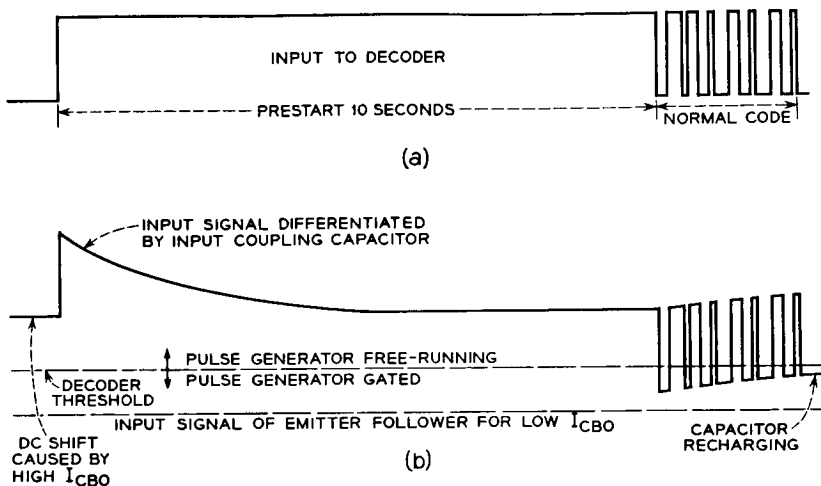 INPUT TO DECODER
PRESTART 10 SECONDS
NORMAL CODE
(a)
INPUT SIGNAL DIFFERENTIATED
BY INPUT COUPLING CAPACITOR
PULSE GENERATOR FREE-RUNNING
DECODER
THRESHOLD
PULSE GENERATOR GATED
INPUT SIGNAL OF EMITTER FOLLOWER FOR LOW ICBO
DC SHIFT
CAUSED BY
HIGH ICBO
CAPACITOR
RECHARGING
(b)